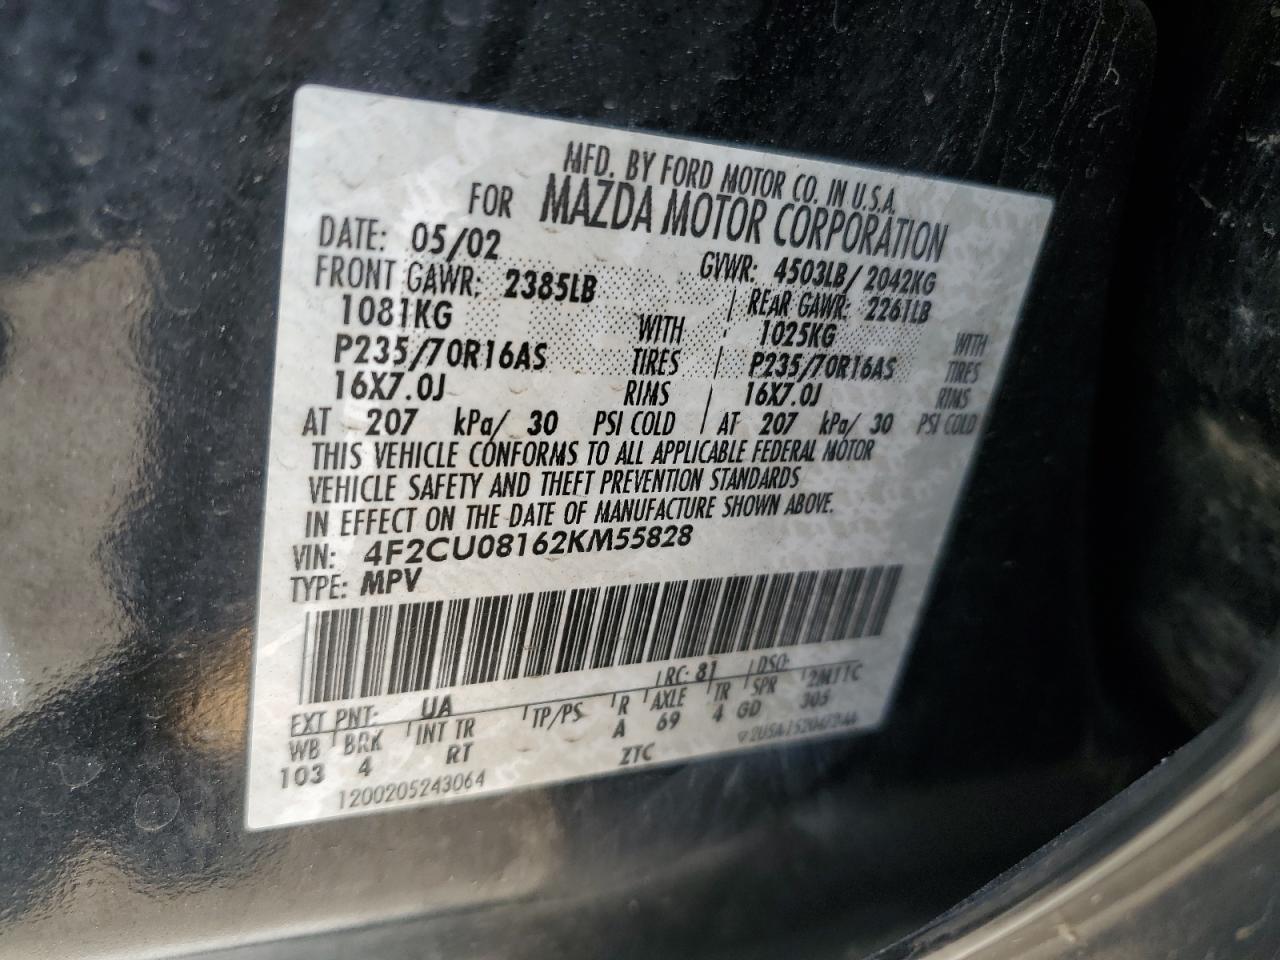 MFD. BY FORD MOTOR CO. IN U.S.A.
FOR MAZDA MOTOR CORPORATION
DATE: 05/02 GVWR: 4503LB/ 2042KG
FRONT GAWR: 2385LB REAR GAWR: 2261LB
1081KG WITH 1025KG WITH
P235/70R16AS TIRES P235/70R16AS TIRES
16X7.0J RIMS 16X7.0J RIMS
AT 207 kPa/ 30 PSI COLD / AT 207 kPa/ 30 PSI COLD
THIS VEHICLE CONFORMS TO ALL APPLICABLE FEDERAL MOTOR
VEHICLE SAFETY AND THEFT PREVENTION STANDARDS
IN EFFECT ON THE DATE OF MANUFACTURE SHOWN ABOVE.
VIN: 4F2CU08162KM55828
TYPE: MPV
EXT PNT: UA RC: 81 DSO:
WB BRK INT TR TP/PS R AXLE TR SPR
103 4 RT A 69 4 GD 305
1200205243064 ZTC